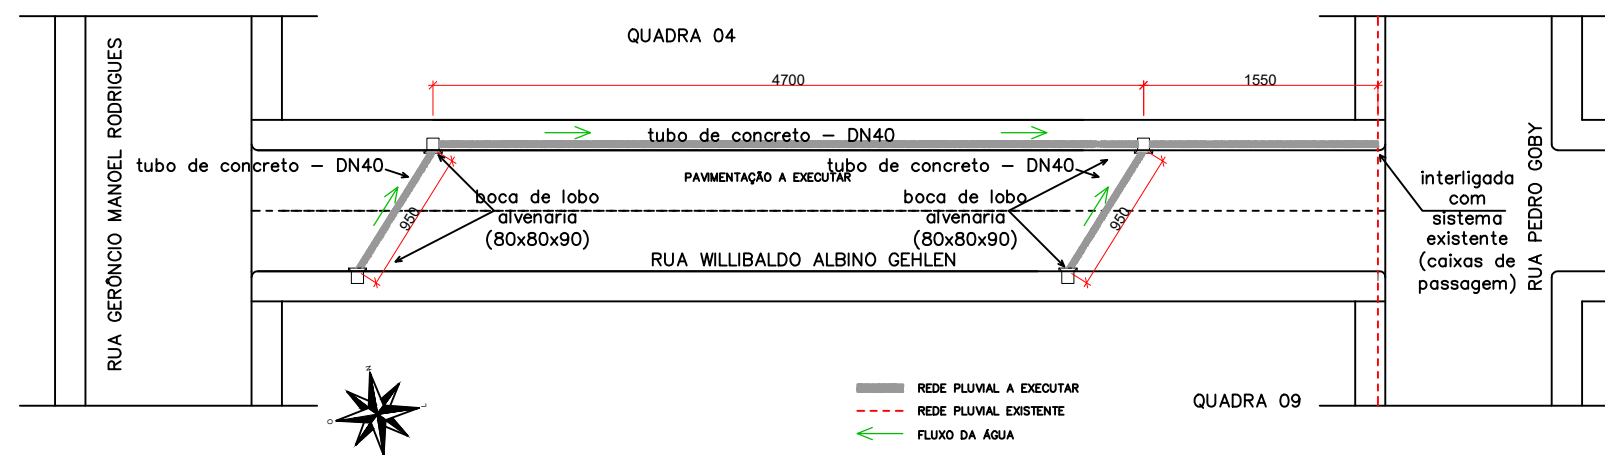 QUADRA 04
4700
1550
RUA GERÔNCIO MANOEL RODRIGUES
tubo de concreto - DN40
tubo de concreto - DN40
tubo de concreto - DN40
PAVIMENTAÇÃO A EXECUTAR
boca de lobo
alvenaria
(80x80x90)
950
boca de lobo
alvenaria
(80x80x90)
950
interligada
com
sistema
existente
(caixas de
passagem)
RUA PEDRO GOBY
RUA WILLIBALDO ALBINO GEHLEN
N
L
O
REDE PLUVIAL A EXECUTAR
REDE PLUVIAL EXISTENTE
FLUXO DA ÁGUA
QUADRA 09